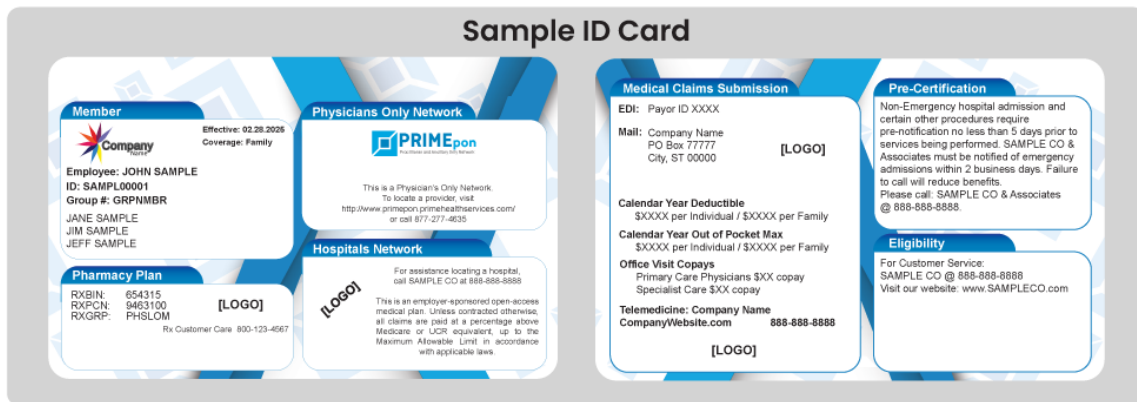 Sample ID Card
Member
Company
Name
Effective: 02.28.2025
Coverage: Family
Employee: JOHN SAMPLE
ID: SAMPL00001
Group #: GRPNMBR
JANE SAMPLE
JIM SAMPLE
JEFF SAMPLE
Pharmacy Plan
RXBIN: 654315
RXPCN: 9463100
RXGRP: PHSLOM
[LOGO]
Rx Customer Care 800-123-4567
Physicians Only Network
PRIMEpon
Practitioner and Ancillary Only Network
This is a Physician's Only Network.
To locate a provider, visit
http://www.primepon.primehealthservices.com/
or call 877-277-4635
Hospitals Network
[LOGO]
For assistance locating a hospital,
call SAMPLE CO at 888-888-8888
This is an employer-sponsored open-access
medical plan. Unless contracted otherwise,
all claims are paid at a percentage above
Medicare or UCR equivalent, up to the
Maximum Allowable Limit in accordance
with applicable laws.
Medical Claims Submission
EDI: Payor ID XXXX
Mail: Company Name
PO Box 77777
City, ST 00000
[LOGO]
Calendar Year Deductible
$XXXX per Individual / $XXXX per Family
Calendar Year Out of Pocket Max
$XXXX per Individual / $XXXX per Family
Office Visit Copays
Primary Care Physicians $XX copay
Specialist Care $XX copay
Telemedicine: Company Name
CompanyWebsite.com 888-888-8888
[LOGO]
Pre-Certification
Non-Emergency hospital admission and
certain other procedures require
pre-notification no less than 5 days prior to
services being performed. SAMPLE CO &
Associates must be notified of emergency
admissions within 2 business days. Failure
to call will reduce benefits.
Please call: SAMPLE CO & Associates
@ 888-888-8888.
Eligibility
For Customer Service:
SAMPLE CO @ 888-888-8888
Visit our website: www.SAMPLECO.com